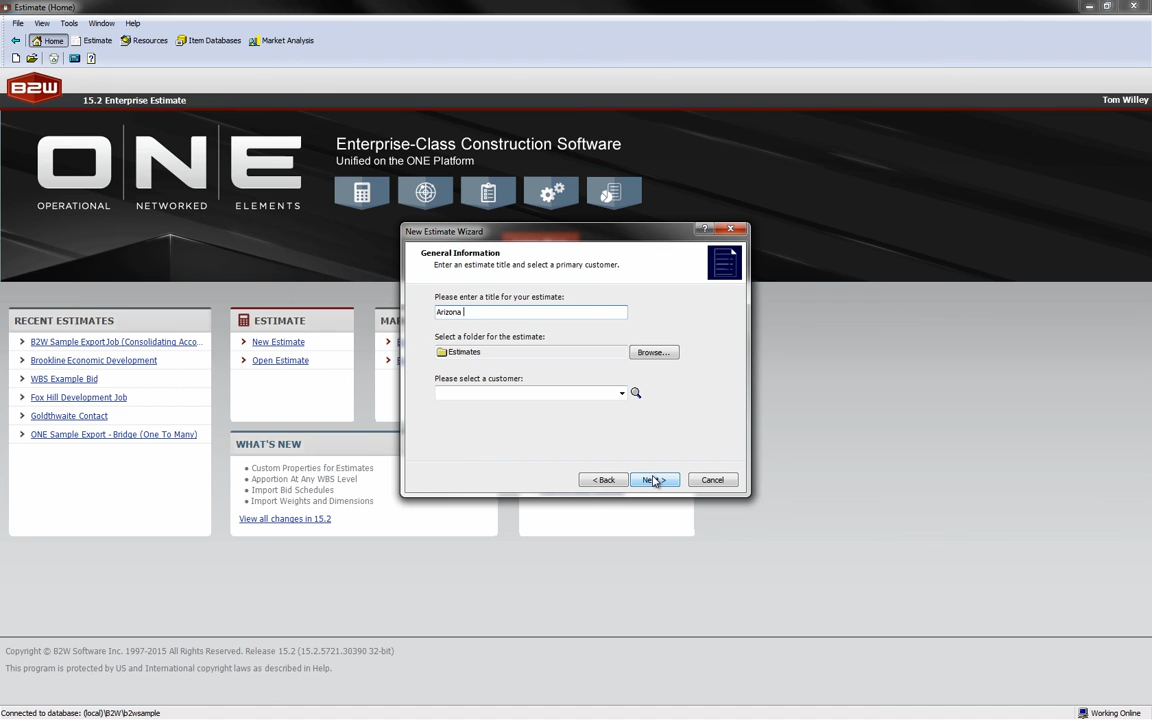 Estimate (Home)
File View Tools Window Help
Home Estimate Resources Item Databases Market Analysis
B2W
15.2 Enterprise Estimate
Tom Willey
ONE
OPERATIONAL NETWORKED ELEMENTS
Enterprise-Class Construction Software
Unified on the ONE Platform
New Estimate Wizard
General Information
Enter an estimate title and select a primary customer.
Please enter a title for your estimate:
Arizona
Select a folder for the estimate:
Estimates
Browse...
Please select a customer:
< Back
Cancel
RECENT ESTIMATES
B2W Sample Export Job (Consolidating Acco...
Brookline Economic Development
WBS Example Bid
Fox Hill Development Job
Goldthwaite Contact
ONE Sample Export - Bridge (One To Many)
ESTIMATE
New Estimate
Open Estimate
WHAT'S NEW
• Custom Properties for Estimates
• Apportion At Any WBS Level
• Import Bid Schedules
• Import Weights and Dimensions
View all changes in 15.2
Copyright © B2W Software Inc. 1997-2015 All Rights Reserved. Release 15.2 (15.2.5721.30390 32-bit)
This program is protected by US and International copyright laws as described in Help.
Connected to database: (local)\B2W\b2wsample
Working Online